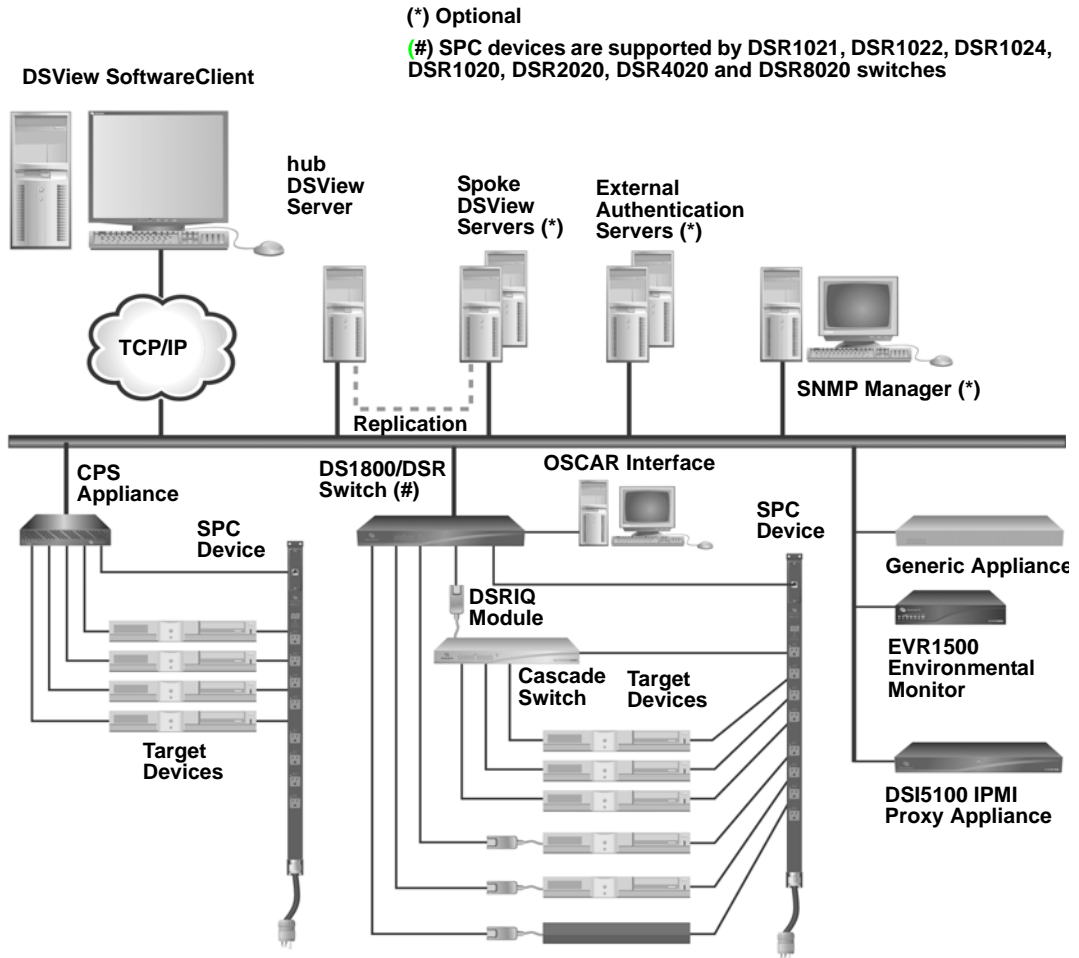 (*) Optional
(#) SPC devices are supported by DSR1021, DSR1022, DSR1024,
DSR1020, DSR2020, DSR4020 and DSR8020 switches
DSView SoftwareClient
hub
DSView
Server
Spoke
DSView
Servers (*)
External
Authentication
Servers (*)
TCP/IP
SNMP Manager (*)
Replication
CPS
Appliance
DS1800/DSR
Switch (#)
OSCAR Interface
SPC
Device
SPC
Device
Generic Appliance
DSRIQ
Module
EVR1500
Environmental
Monitor
Cascade
Switch
Target
Devices
Target
Devices
DSI5100 IPMI
Proxy Appliance